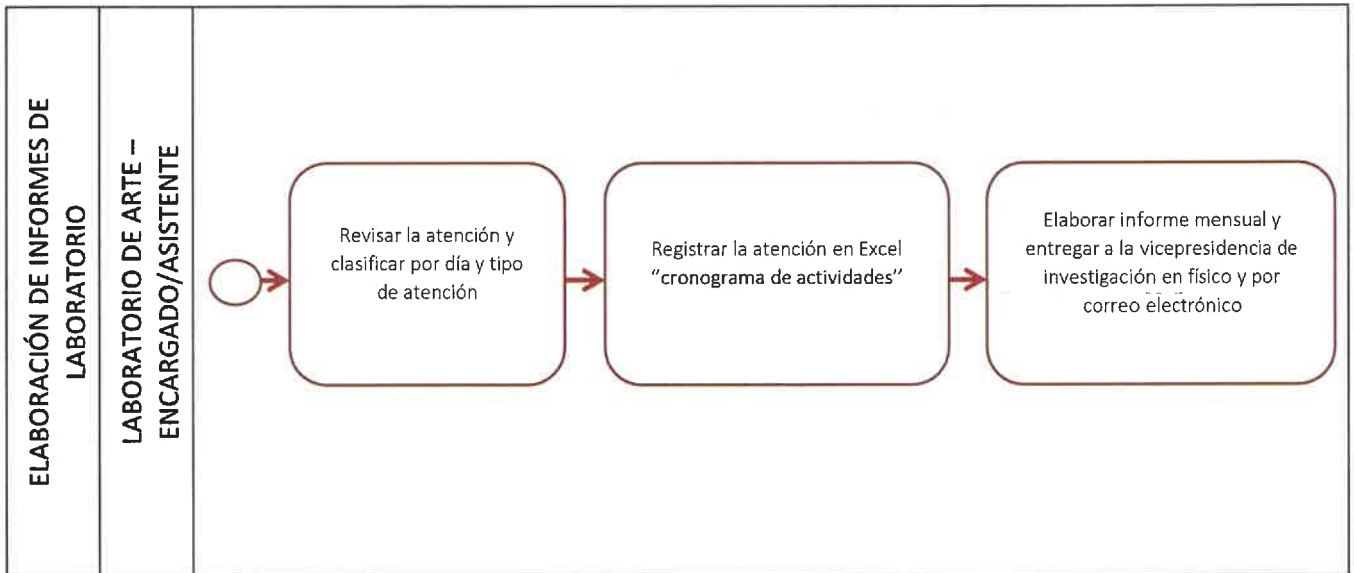 ELABORACIÓN DE INFORMES DE
LABORATORIO
LABORATORIO DE ARTE –
ENCARGADO/ASISTENTE
Revisar la atención y
clasificar por día y tipo
de atención
Registrar la atención en Excel
“cronograma de actividades”
Elaborar informe mensual y
entregar a la vicepresidencia de
investigación en físico y por
correo electrónico